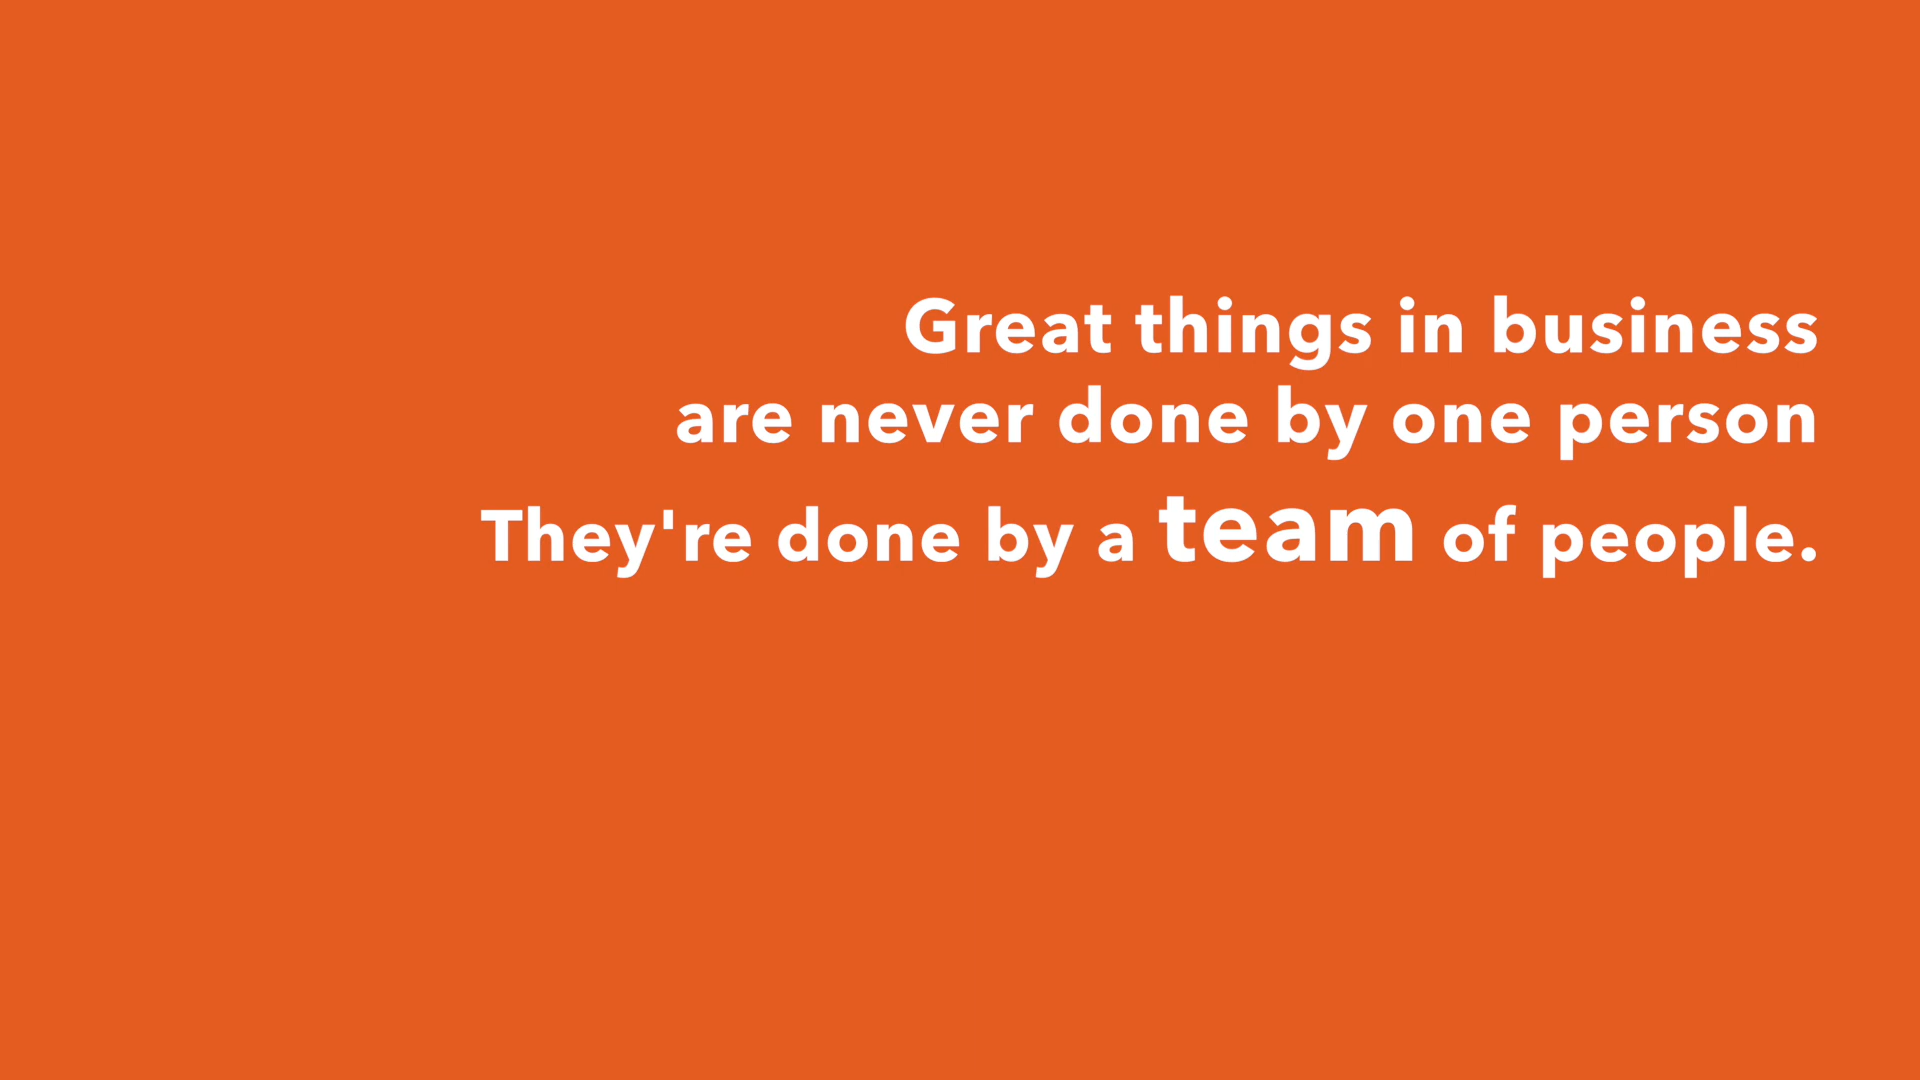 Great things in business
are never done by one person
They're done by a team of people.